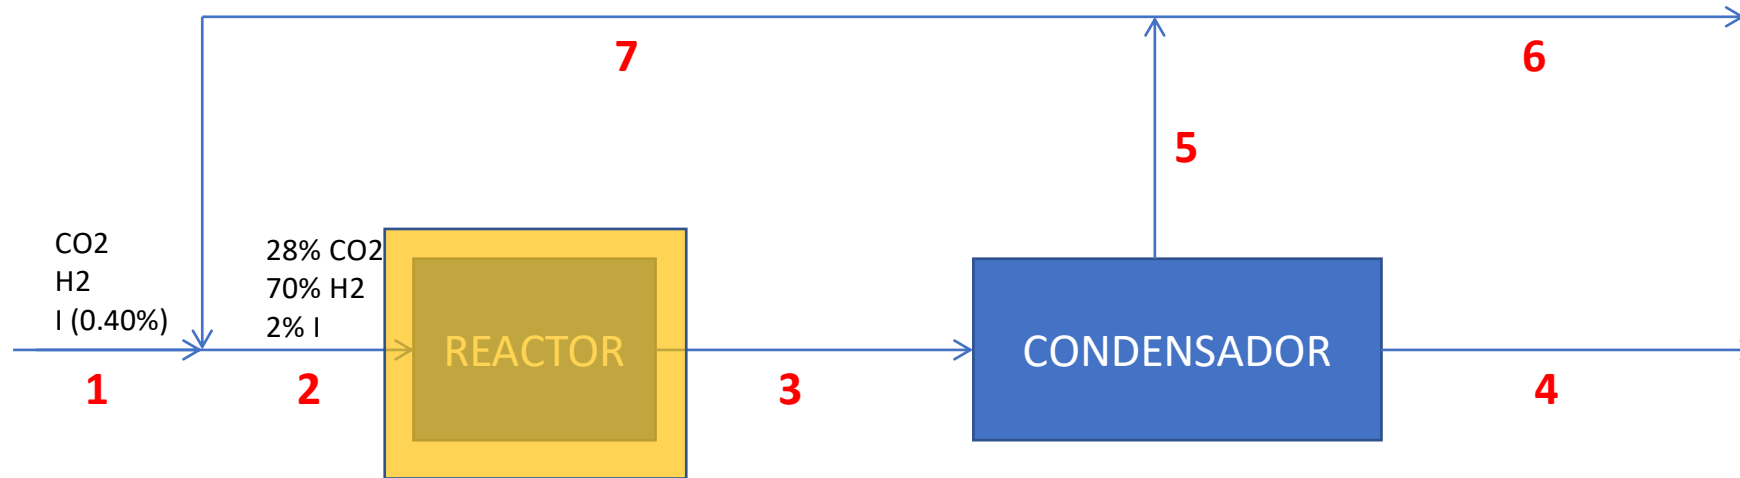 7
6
5
CO2
H2
I (0.40%)
28% CO2
70% H2
2% I
REACTOR
CONDENSADOR
1
2
3
4